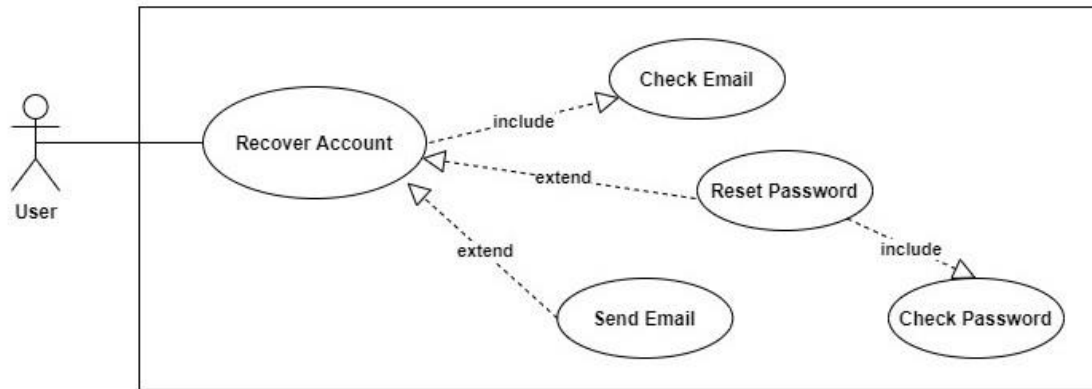 Check Email
include
Recover Account
extend
Reset Password
User
extend
include
Send Email
Check Password